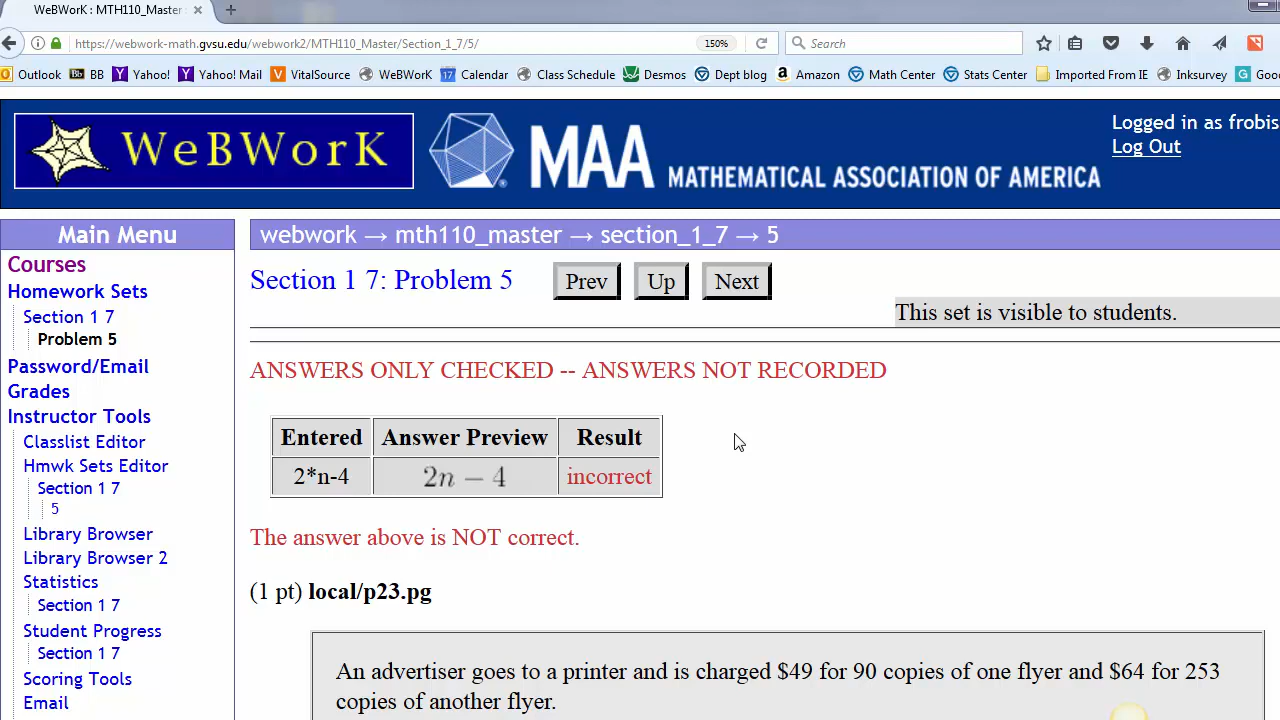 WeBWorK : MTH110_Master :
https://webwork-math.gvsu.edu/webwork2/MTH110_Master/Section_1_7/5/
150%
Search
Outlook
Bb BB
Yahoo!
Yahoo! Mail
V VitalSource
WeBWorK
17 Calendar
Class Schedule
Desmos
Dept blog
a Amazon
Math Center
Stats Center
Imported From IE
Inksurvey
G Goo
WeBWorK
MAA MATHEMATICAL ASSOCIATION OF AMERICA
Logged in as frobis
Log Out
Main Menu
Courses
Homework Sets
Section 1 7
Problem 5
Password/Email
Grades
Instructor Tools
Classlist Editor
Hmwk Sets Editor
Section 1 7
5
Library Browser
Library Browser 2
Statistics
Section 1 7
Student Progress
Section 1 7
Scoring Tools
Email
webwork → mth110_master → section_1_7 → 5
Section 1 7: Problem 5
Prev
Up
Next
This set is visible to students.
ANSWERS ONLY CHECKED -- ANSWERS NOT RECORDED
Entered Answer Preview Result
2*n-4 2n − 4 incorrect
The answer above is NOT correct.
(1 pt) local/p23.pg
An advertiser goes to a printer and is charged $49 for 90 copies of one flyer and $64 for 253
copies of another flyer.